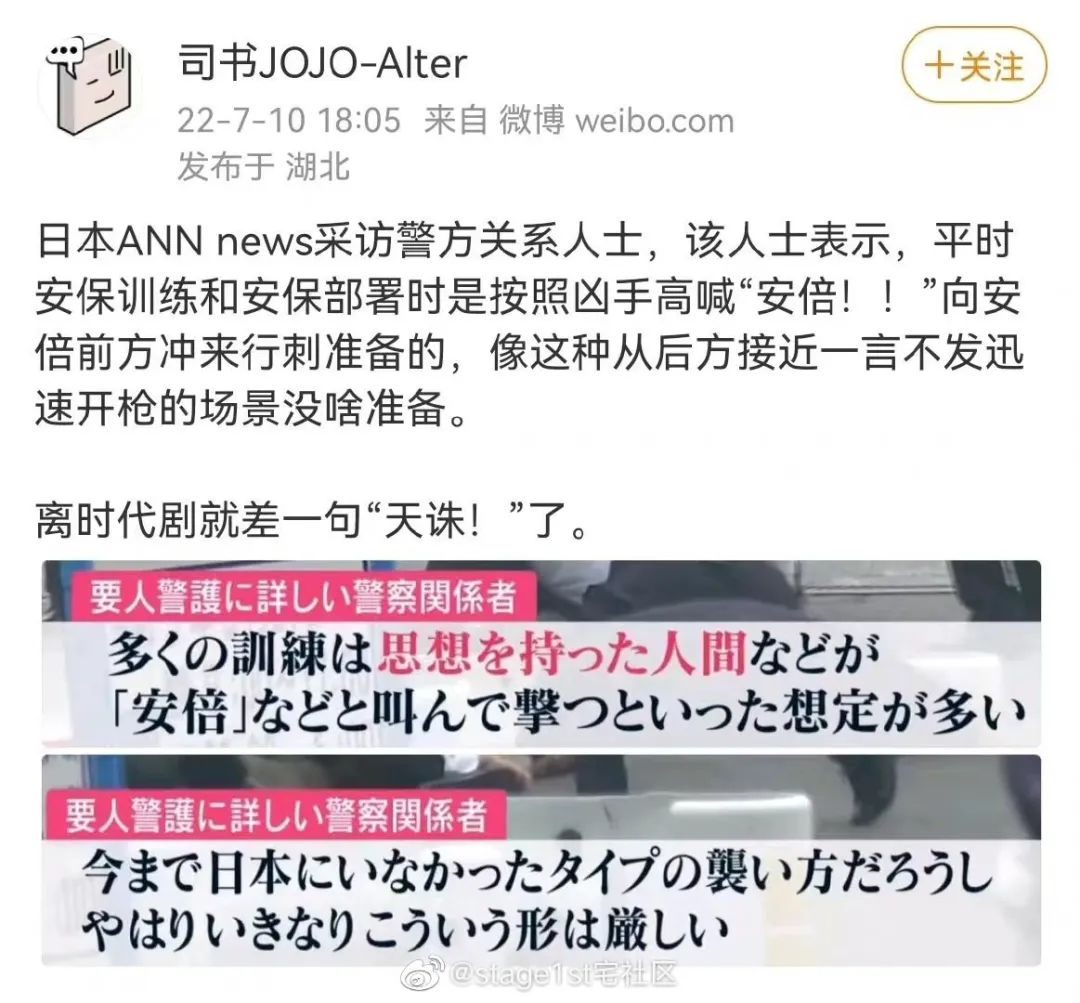 司书JOJO-Alter
+关注
22-7-10 18:05 来自 微博 weibo.com
发布于 湖北
日本ANN news采访警方关系人士，该人士表示，平时
安保训练和安保部署时是按照凶手高喊“安倍！！”向安
倍前方冲来行刺准备的，像这种从后方接近一言不发迅
速开枪的场景没啥准备。
离时代剧就差一句“天诛！”了。
要人警護に詳しい警察関係者
多くの訓練は思想を持った人間などが
「安倍」などと叫んで撃つといった想定が多い
要人警護に詳しい警察関係者
今まで日本にいなかったタイプの襲い方だろうし
やはりいきなりこういう形は厳しい
@stage1st宅社区